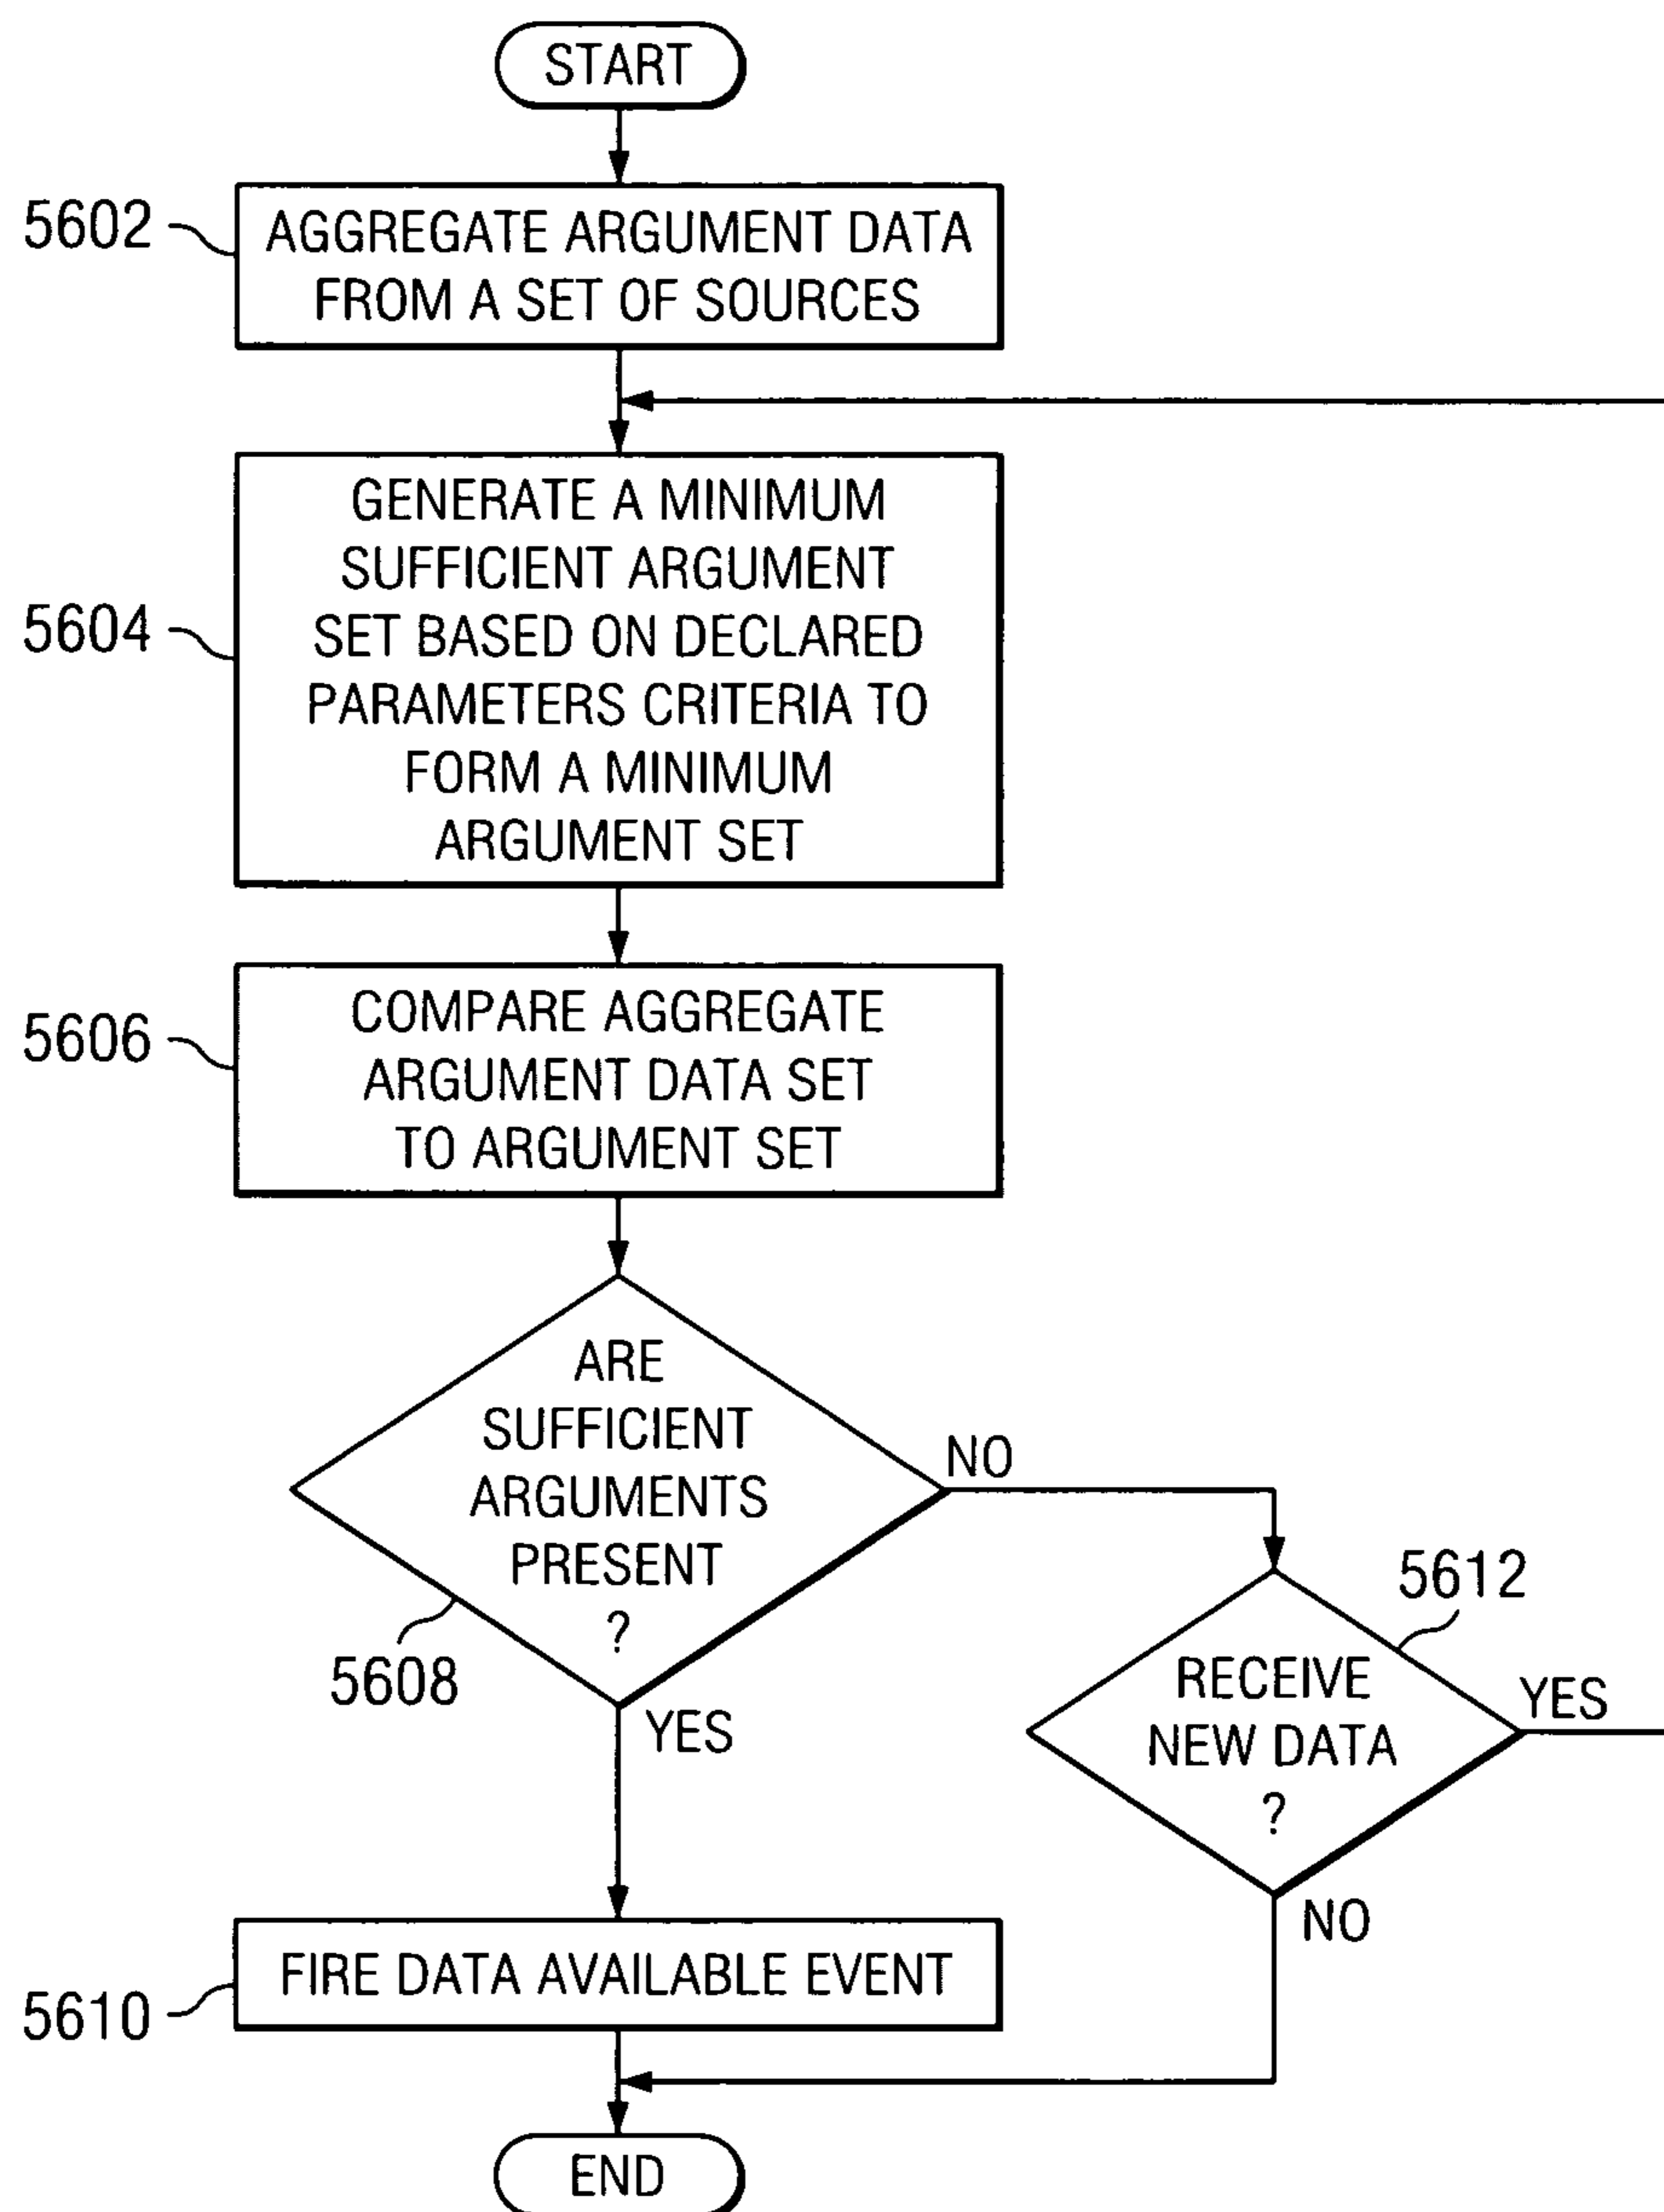 START
5602
AGGREGATE ARGUMENT DATA
FROM A SET OF SOURCES
5604
GENERATE A MINIMUM
SUFFICIENT ARGUMENT
SET BASED ON DECLARED
PARAMETERS CRITERIA TO
FORM A MINIMUM
ARGUMENT SET
5606
COMPARE AGGREGATE
ARGUMENT DATA SET
TO ARGUMENT SET
ARE
SUFFICIENT
ARGUMENTS
PRESENT
?
5608
NO
YES
5612
RECEIVE
NEW DATA
?
YES
NO
5610
FIRE DATA AVAILABLE EVENT
END